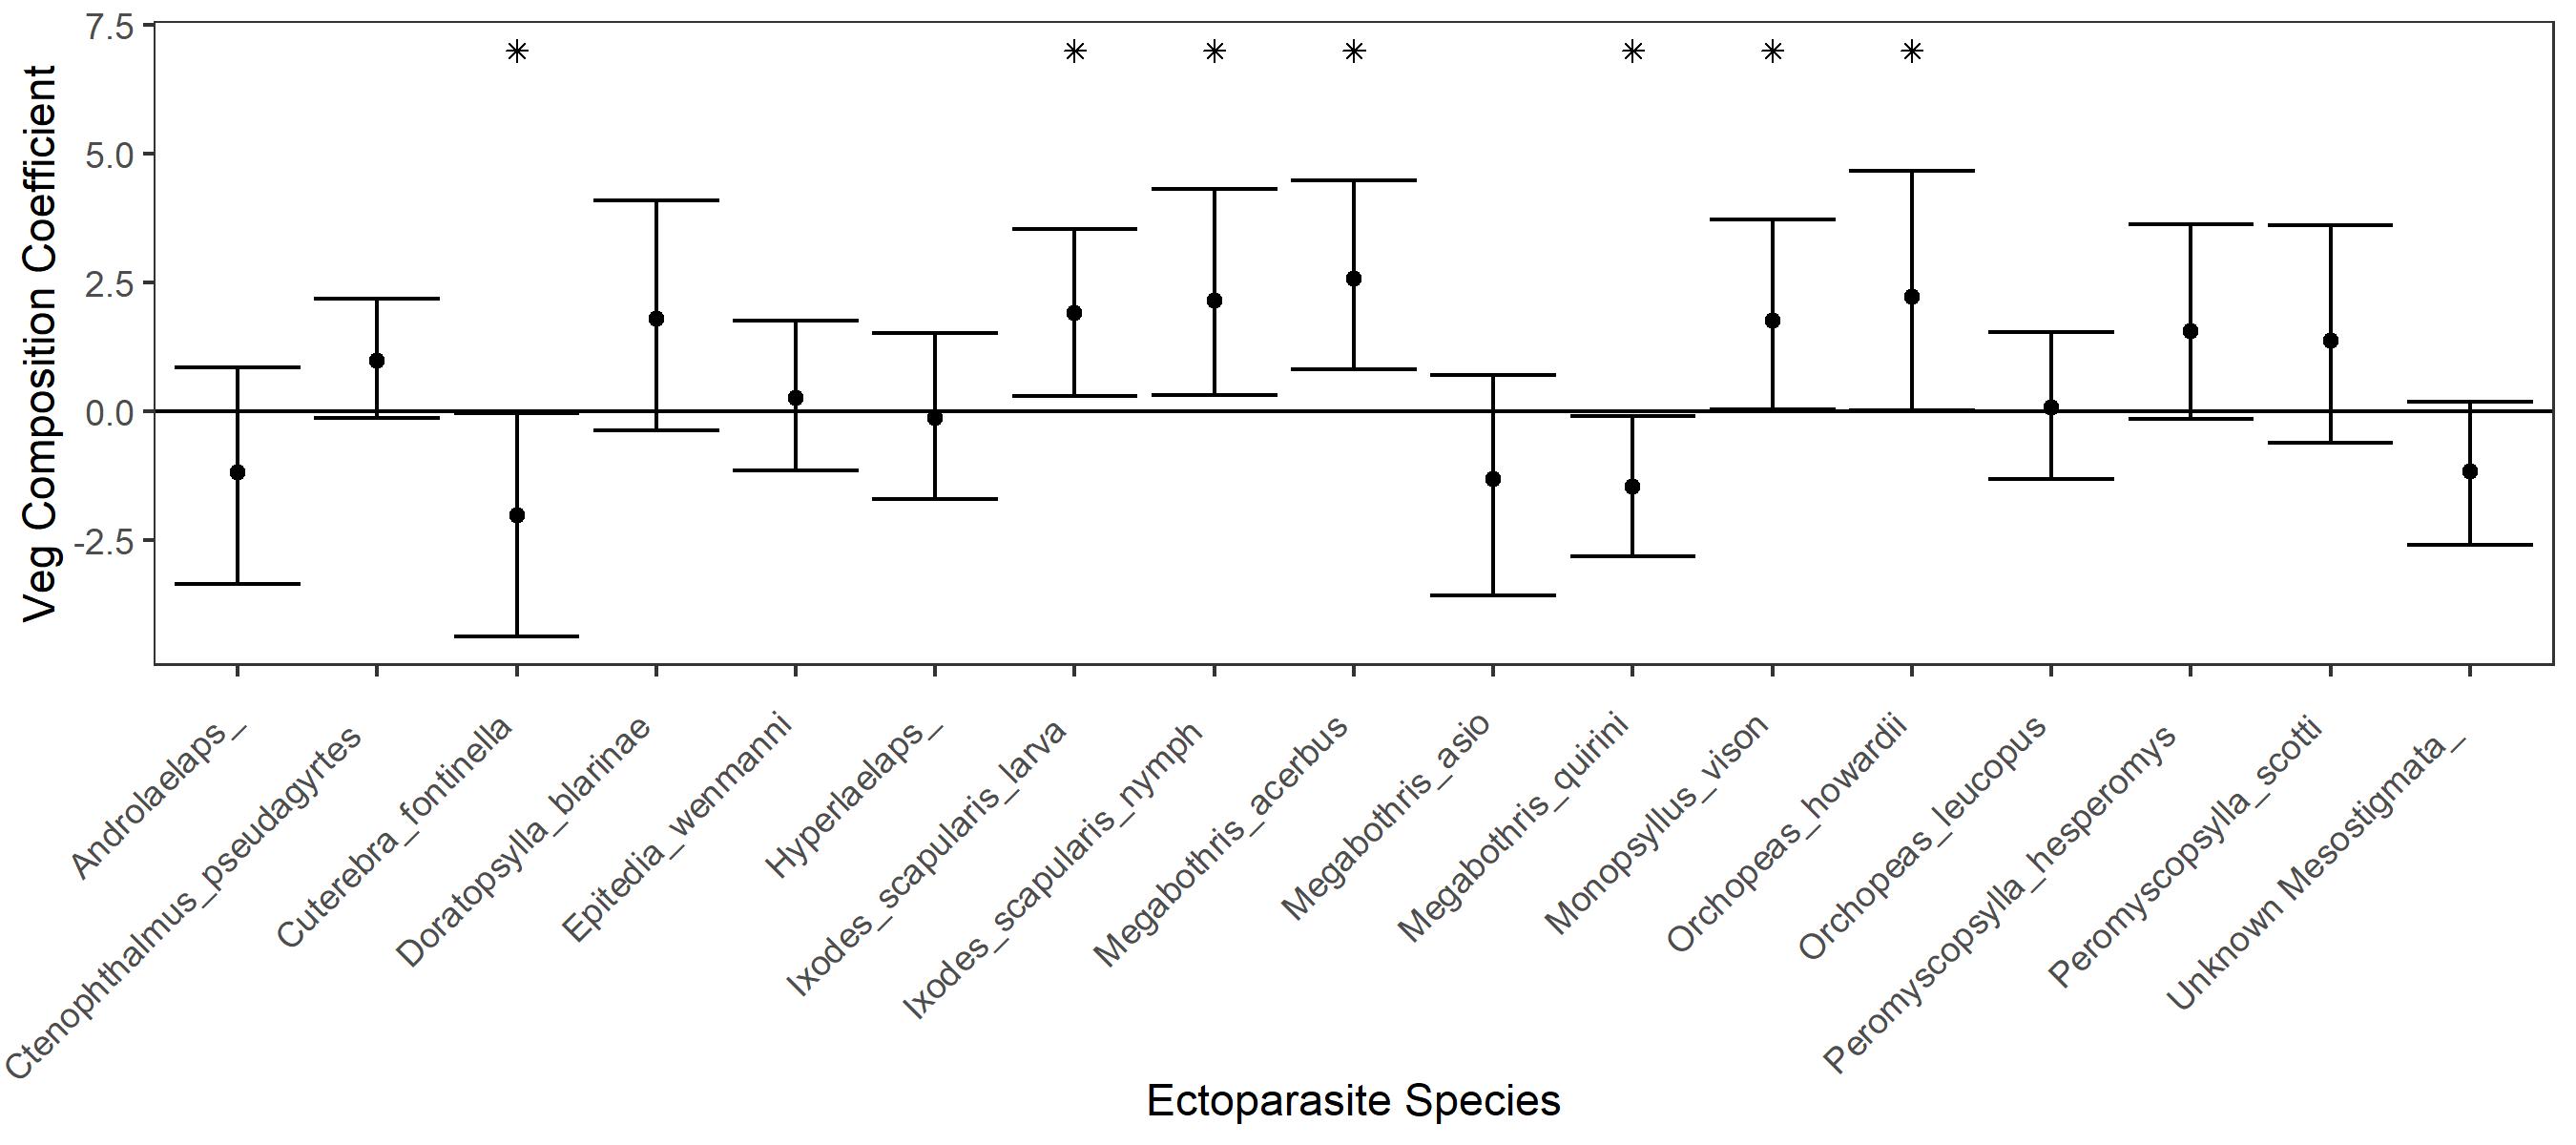 Veg Composition Coefficient
7.5
5.0
2.5
0.0
-2.5
* * * * * * *
Androlaelaps_
Ctenophthalmus_pseudagyrtes
Cuterebra_fontinella
Doratopsylla_blarinae
Epitedia_wenmanni
Hyperlaelaps_
Ixodes_scapularis_larva
Ixodes_scapularis_nymph
Megabothris_acerbus
Megabothris_asio
Megabothris_quirini
Monopsyllus_vison
Orchopeas_howardii
Orchopeas_leucopus
Peromyscopsylla_hesperomys
Peromyscopsylla_scotti
Unknown Mesostigmata_
Ectoparasite Species